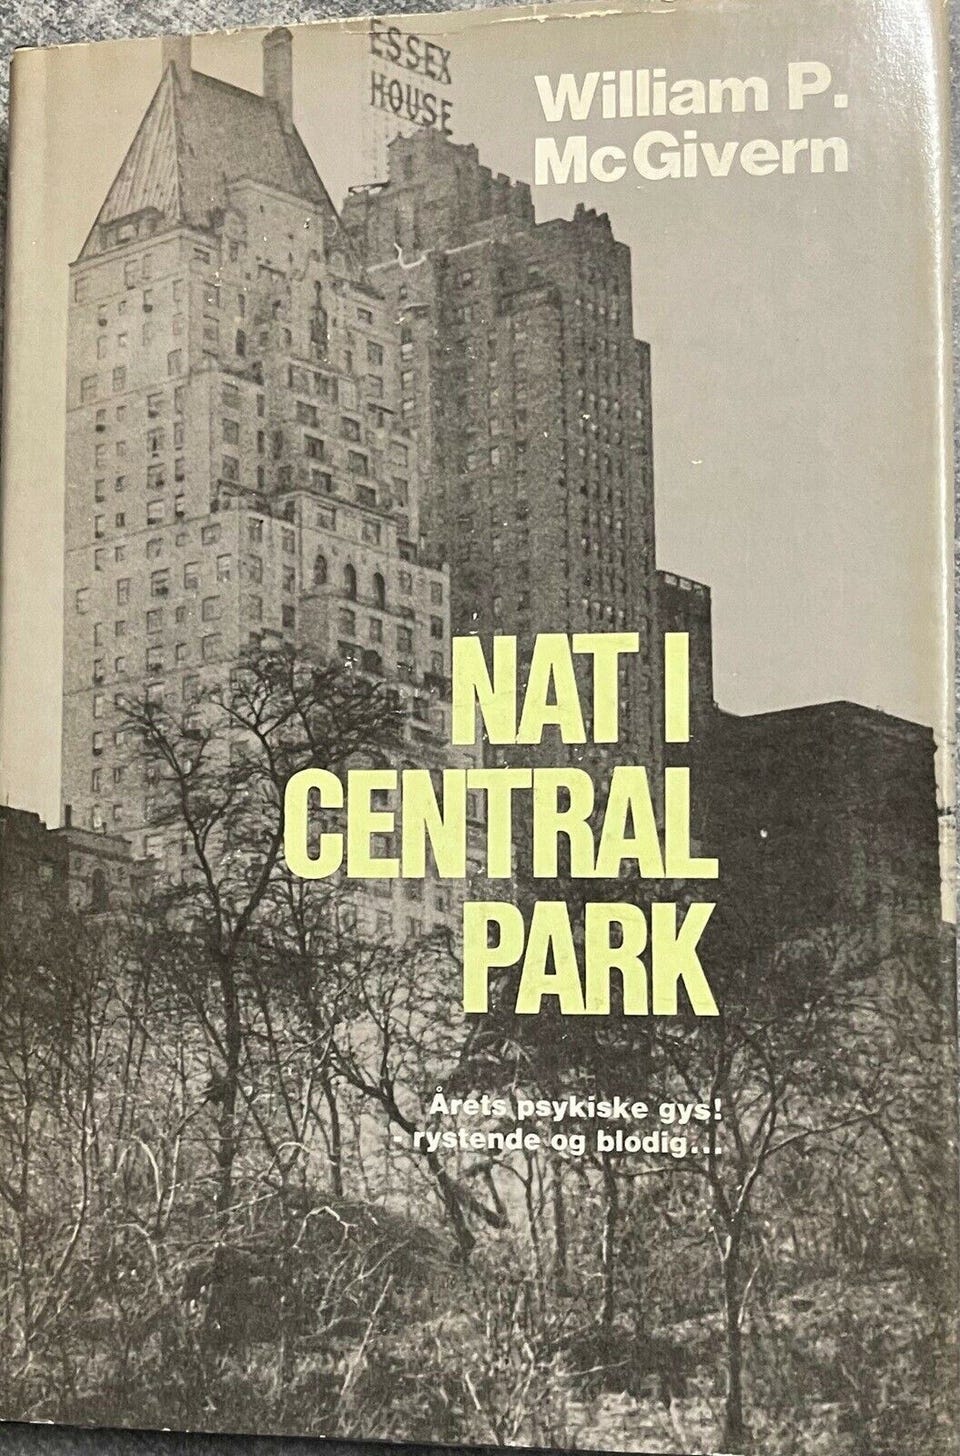 ESSEX
HOUSE
William P.
McGivern
NAT I
CENTRAL
PARK
Årets psykiske gys!
- rystende og blodig...